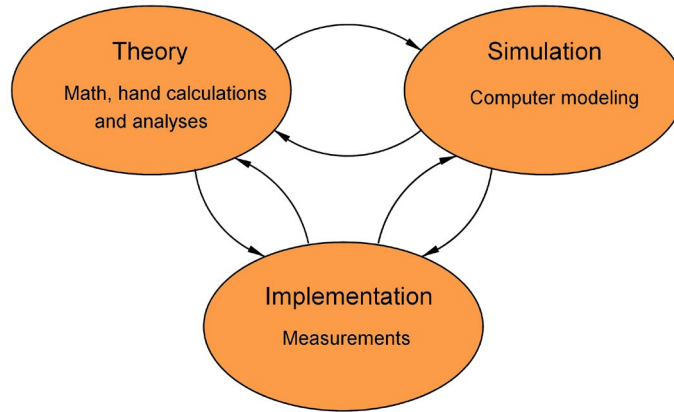 Theory
Math, hand calculations
and analyses
Simulation
Computer modeling
Implementation
Measurements